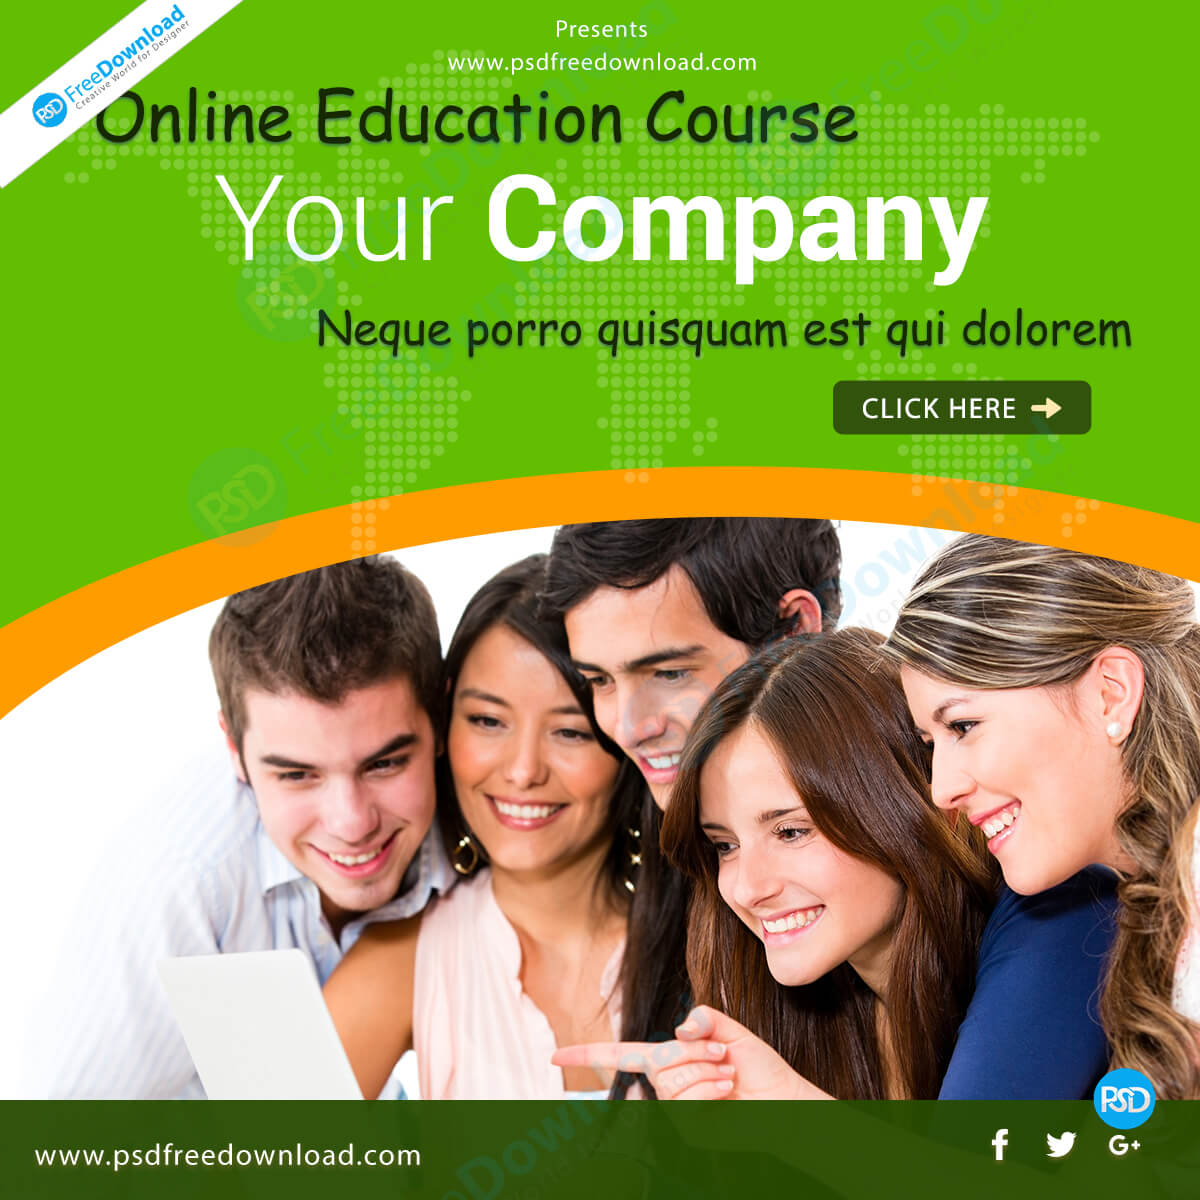 PSD FreeDownload
Creative World for Designer
Presents
www.psdfreedownload.com
Online Education Course
Your Company
Neque porro quisquam est qui dolorem
CLICK HERE
PSD
www.psdfreedownload.com
f G+